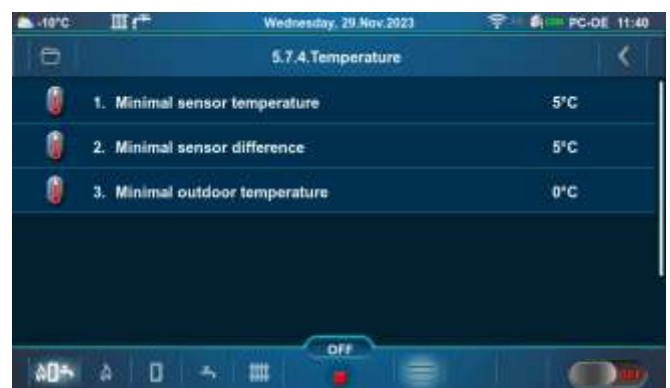 -10°C Wednesday, 29.Nov.2023 PC-OE 11:40
5.7.4.Temperature
1. Minimal sensor temperature 5°C
2. Minimal sensor difference 5°C
3. Minimal outdoor temperature 0°C
OFF
OFF